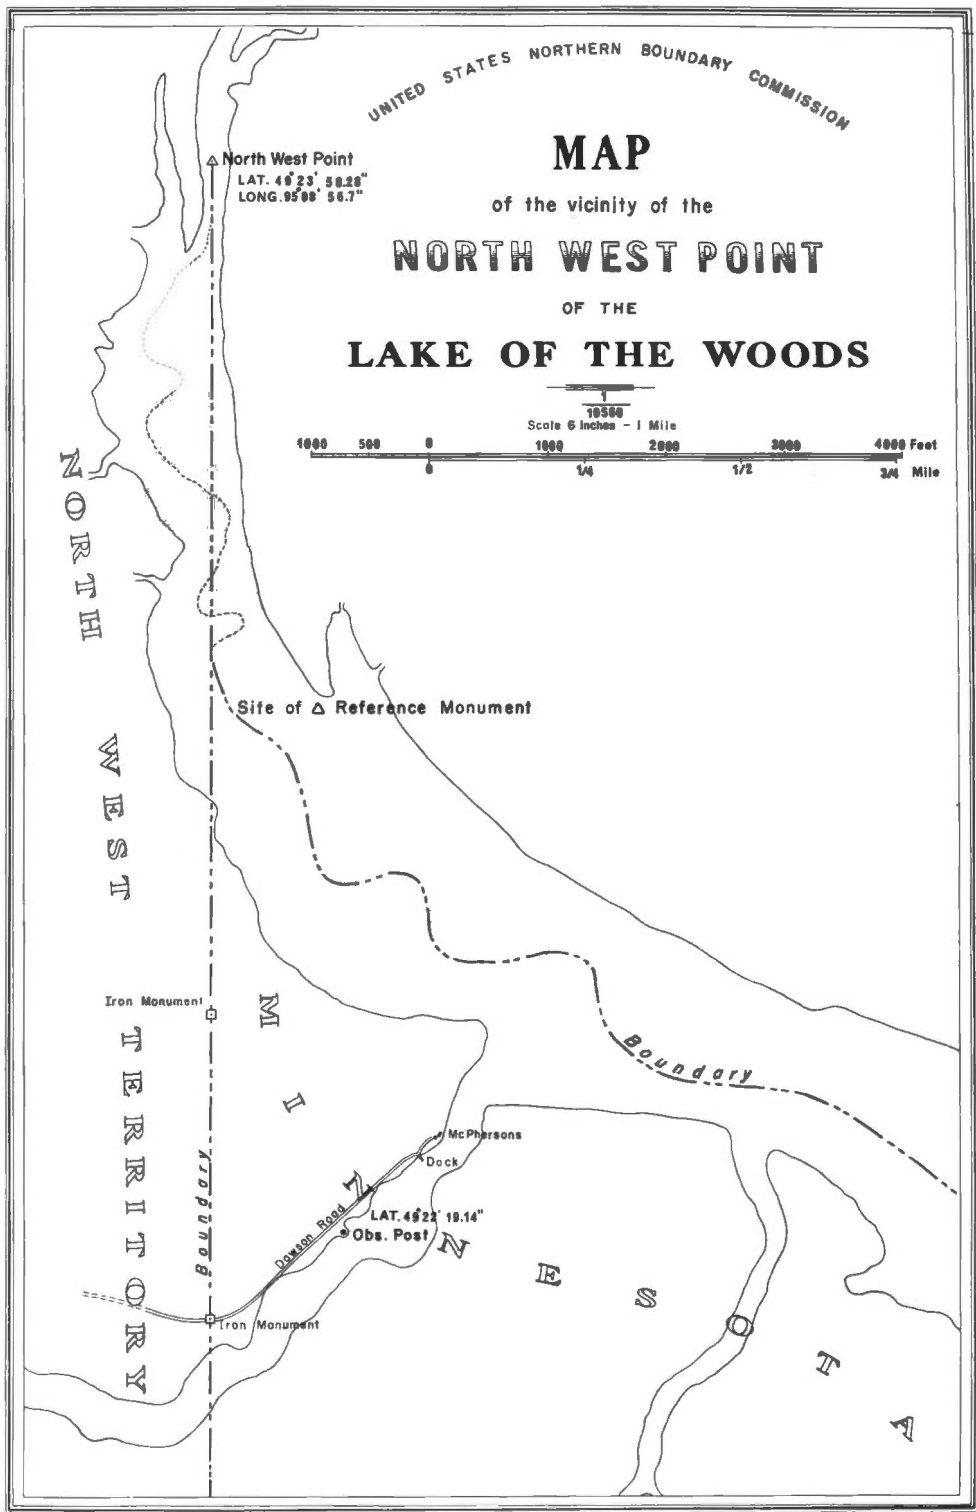 UNITED STATES NORTHERN BOUNDARY COMMISSION
MAP
of the vicinity of the
NORTH WEST POINT
OF THE
LAKE OF THE WOODS
1
10560
Scale 6 inches - 1 Mile
1000 500 0 1000 2000 3000 4000 Feet
0 1/4 1/2 3/4 Mile
North West Point
LAT. 49° 23' 50.28"
LONG. 95° 08' 56.7"
NORTH WEST TERRITORY
Site of △ Reference Monument
Iron Monument
Boundary
MINNESOTA
McPhersons
Dock
Dawson Road
LAT. 49° 22' 19.14"
Obs. Post
Boundary
Iron Monument